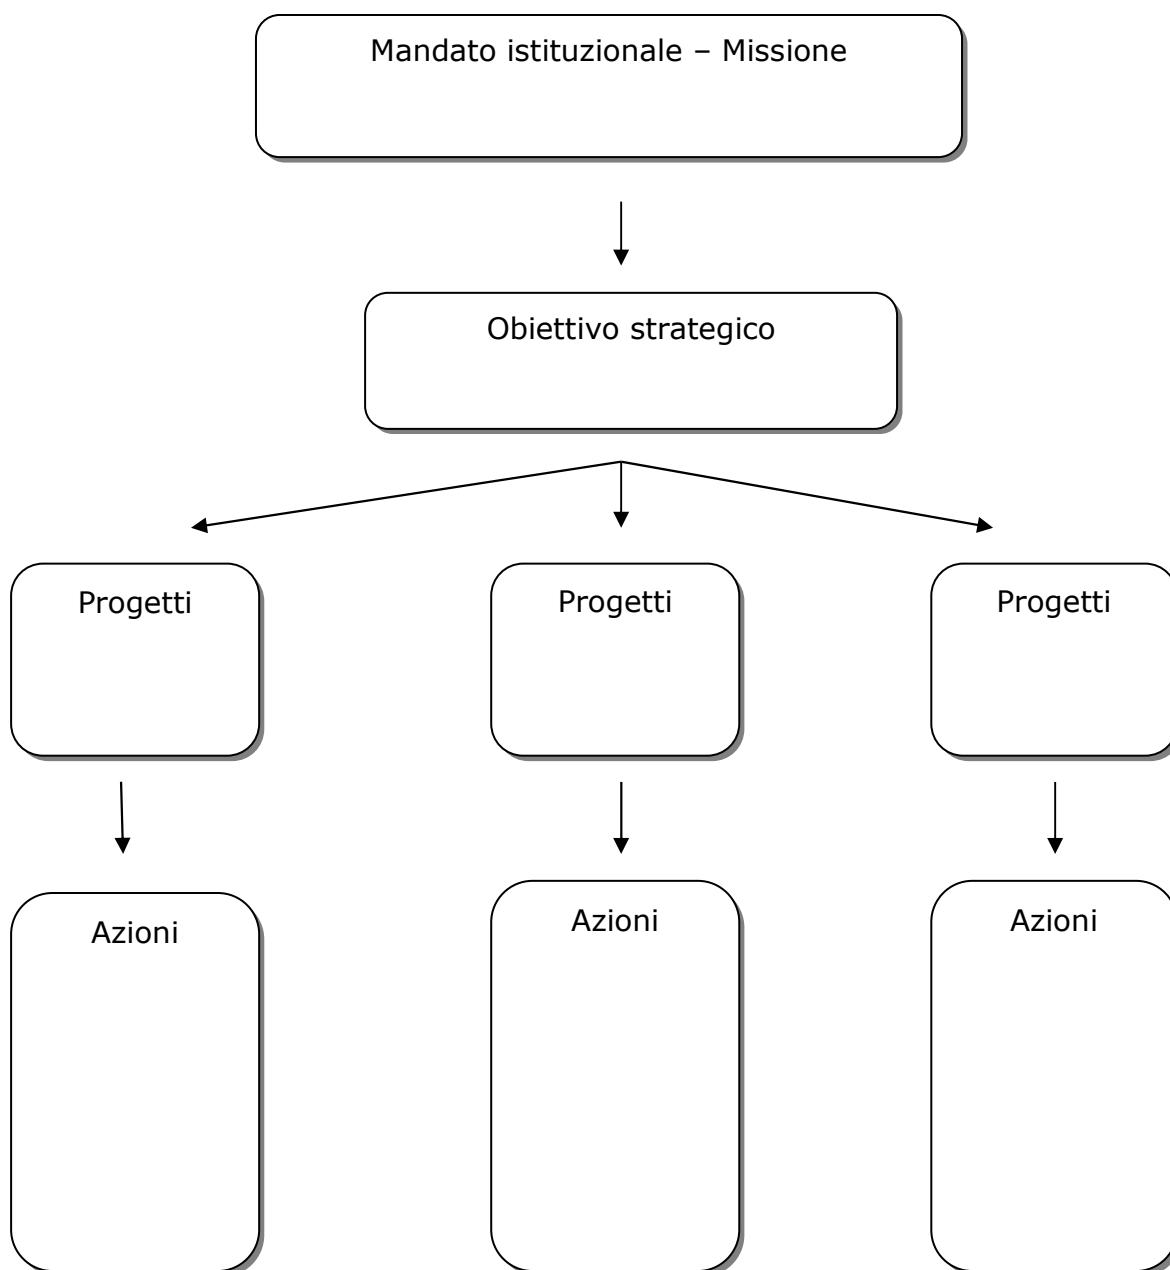 Mandato istituzionale – Missione
Obiettivo strategico
Progetti
Progetti
Progetti
Azioni
Azioni
Azioni